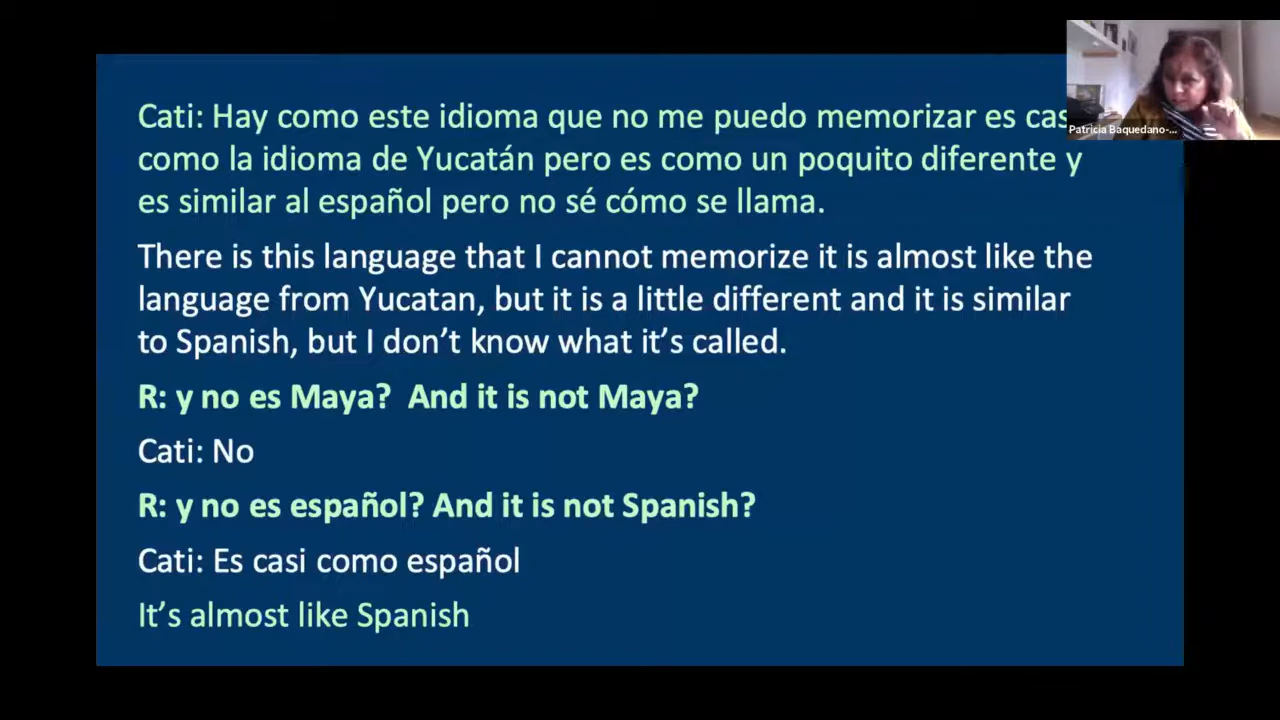 Cati: Hay como este idioma que no me puedo memorizar es
como la idioma de Yucatán pero es como un poquito diferente y
es similar al español pero no sé cómo se llama.
There is this language that I cannot memorize it is almost like the
language from Yucatan, but it is a little different and it is similar
to Spanish, but I don’t know what it’s called.
R: y no es Maya? And it is not Maya?
Cati: No
R: y no es español? And it is not Spanish?
Cati: Es casi como español
It’s almost like Spanish
Patricia Baquedano-...